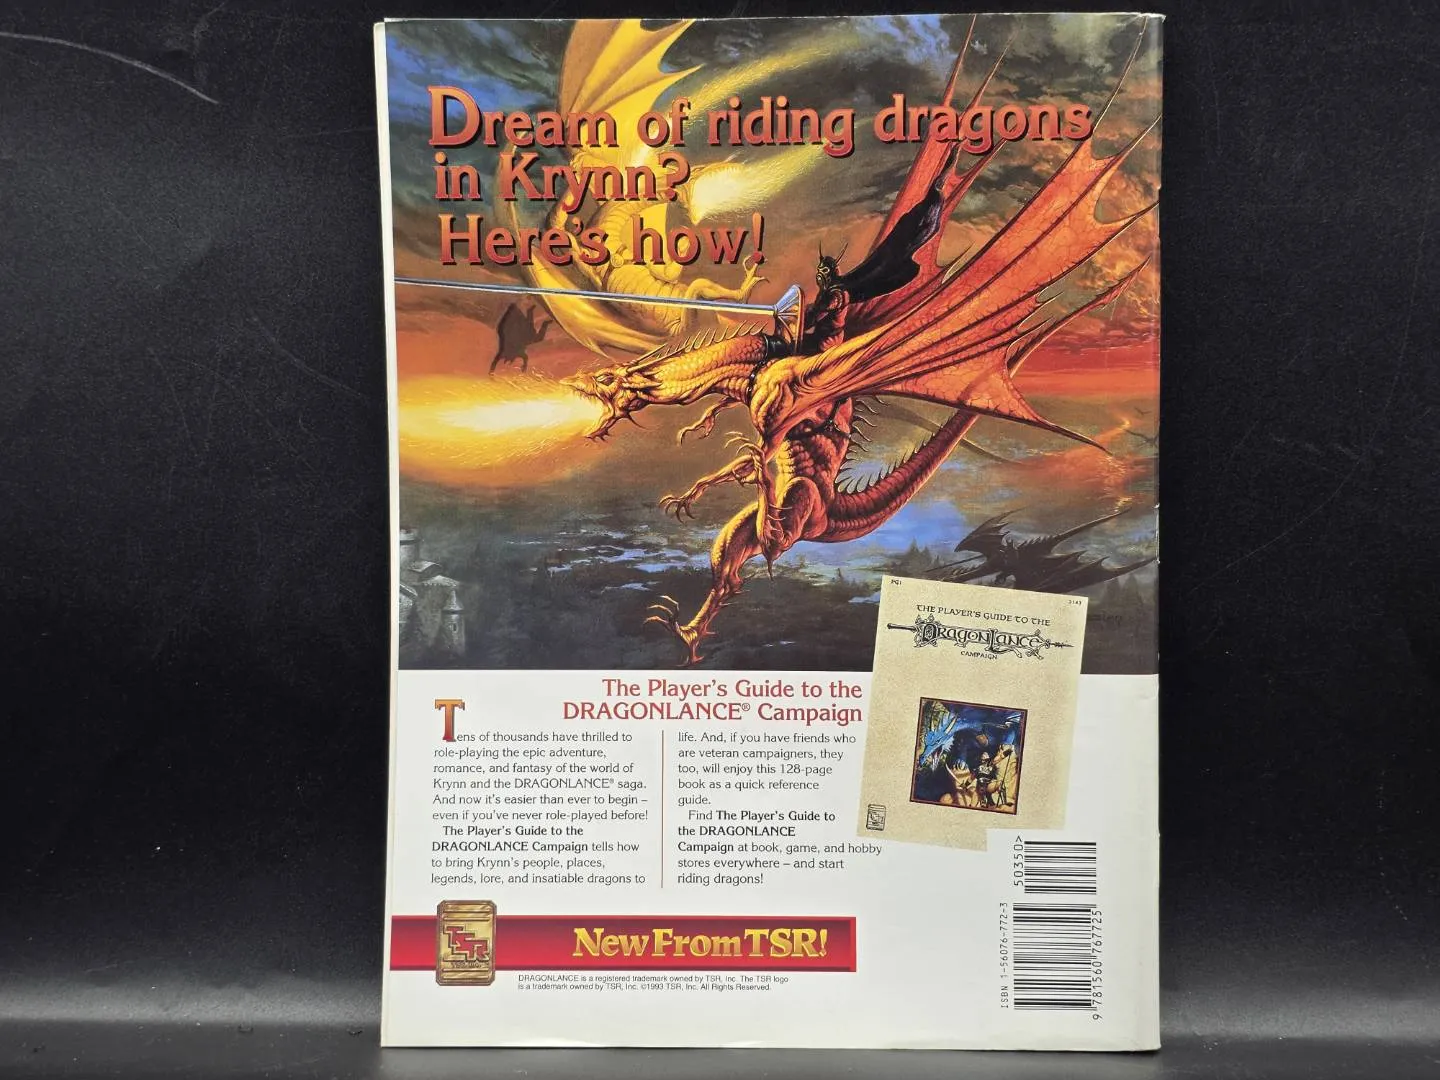 Dream of riding dragons
in Krynn?
Here's how!
PG1
2143
THE PLAYER'S GUIDE TO THE
DRAGONLANCE
CAMPAIGN
The Player's Guide to the
DRAGONLANCE® Campaign
Tens of thousands have thrilled to
role-playing the epic adventure,
romance, and fantasy of the world of
Krynn and the DRAGONLANCE® saga.
And now it's easier than ever to begin –
even if you've never role-played before!
The Player's Guide to the
DRAGONLANCE Campaign tells how
to bring Krynn's people, places,
legends, lore, and insatiable dragons to
life. And, if you have friends who
are veteran campaigners, they
too, will enjoy this 128-page
book as a quick reference
guide.
Find The Player's Guide to
the DRAGONLANCE
Campaign at book, game, and hobby
stores everywhere – and start
riding dragons!
TSR
New From TSR!
DRAGONLANCE is a registered trademark owned by TSR, Inc. The TSR logo
is a trademark owned by TSR, Inc. ©1993 TSR, Inc. All Rights Reserved.
50350>
ISBN 1-56076-772-3
9 781560 767725